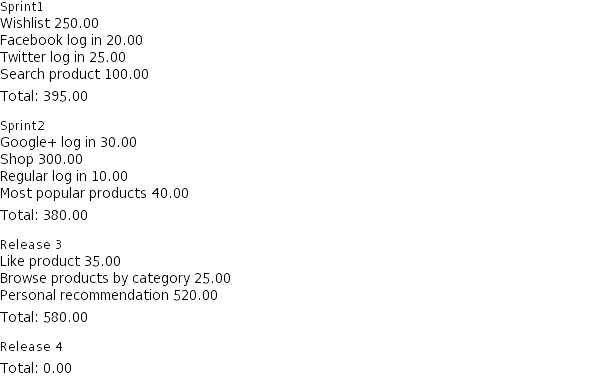 Sprint1
Wishlist 250.00
Facebook log in 20.00
Twitter log in 25.00
Search product 100.00
Total: 395.00
Sprint2
Google+ log in 30.00
Shop 300.00
Regular log in 10.00
Most popular products 40.00
Total: 380.00
Release 3
Like product 35.00
Browse products by category 25.00
Personal recommendation 520.00
Total: 580.00
Release 4
Total: 0.00